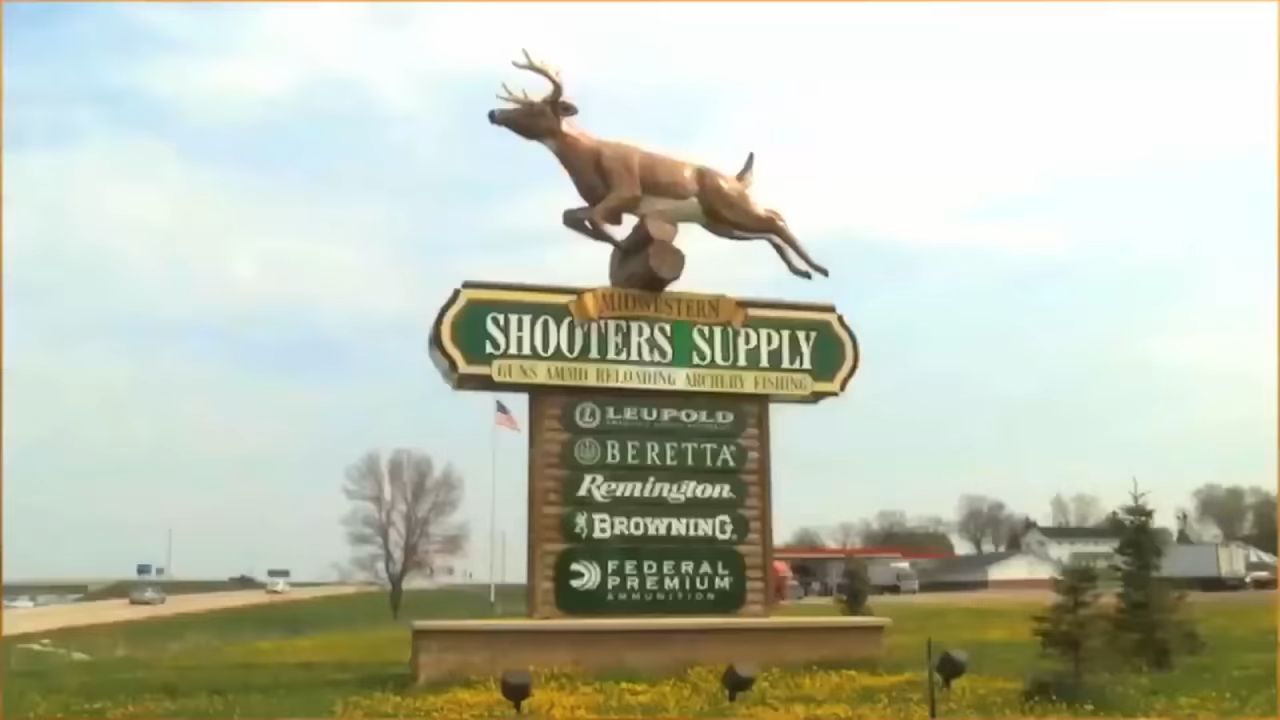 MIDWESTERN
SHOOTERS SUPPLY
GUNS AMMO RELOADING ARCHERY FISHING
LEUPOLD
BERETTA
Remington.
BROWNING.
FEDERAL
PREMIUM
AMMUNITION